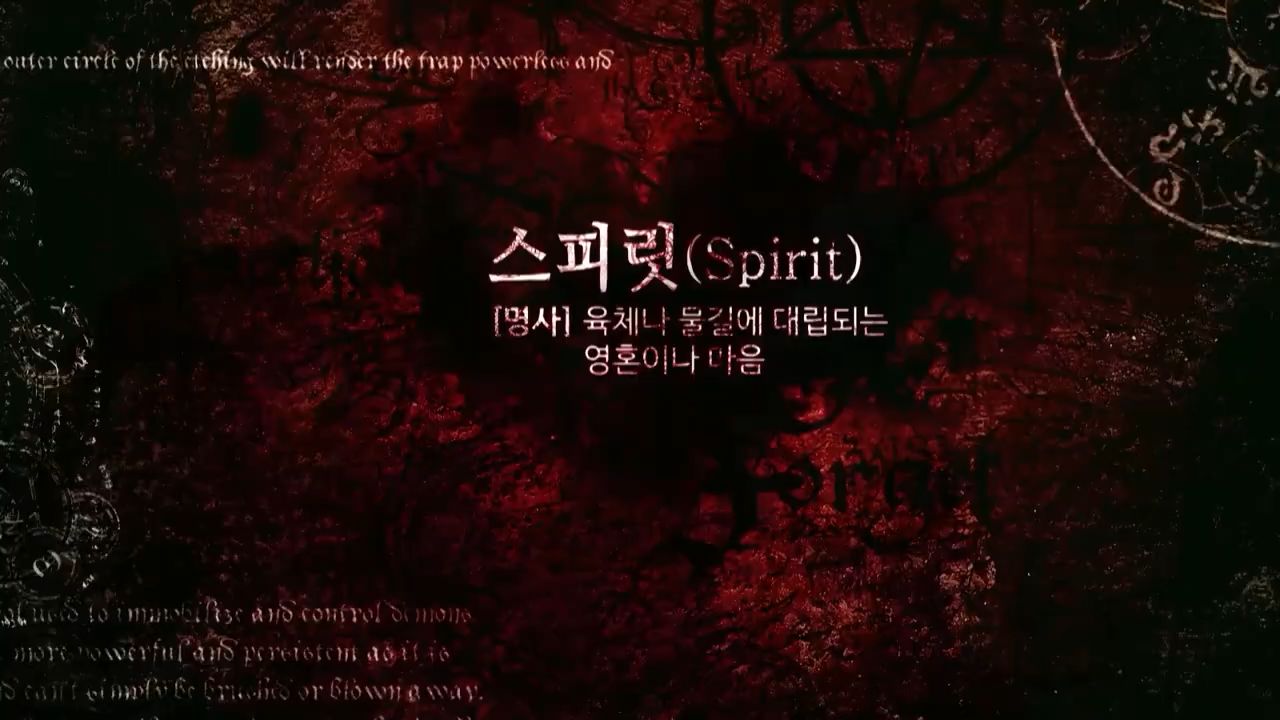 outer circle of the etching will render the trap powerless and
스피릿(Spirit)
[명사] 육체나 물질에 대립되는
영혼이나 마음
used to immobilize and control demons
more powerful and persistent as it is
can't simply be brushed or blown away.